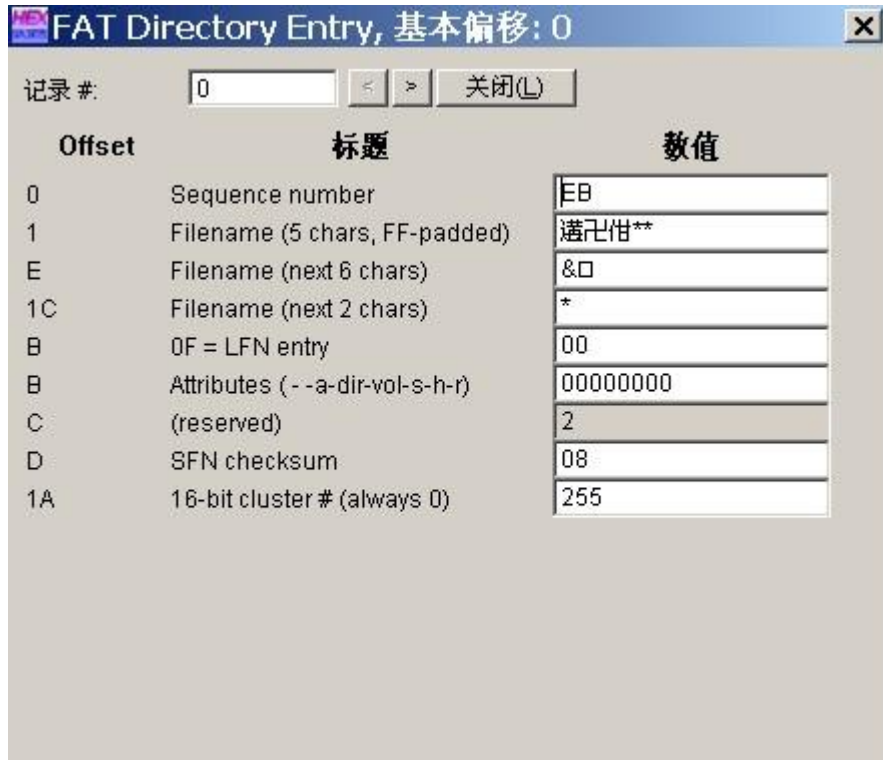 FAT Directory Entry, 基本偏移: 0
记录 #: 0 < > 关闭(L)
Offset 标题 数值
0 Sequence number EB
1 Filename (5 chars, FF-padded) 薖卍佄**
E Filename (next 6 chars) &□
1C Filename (next 2 chars) *
B 0F = LFN entry 00
B Attributes ( - -a-dir-vol-s-h-r) 00000000
C (reserved) 2
D SFN checksum 08
1A 16-bit cluster # (always 0) 255